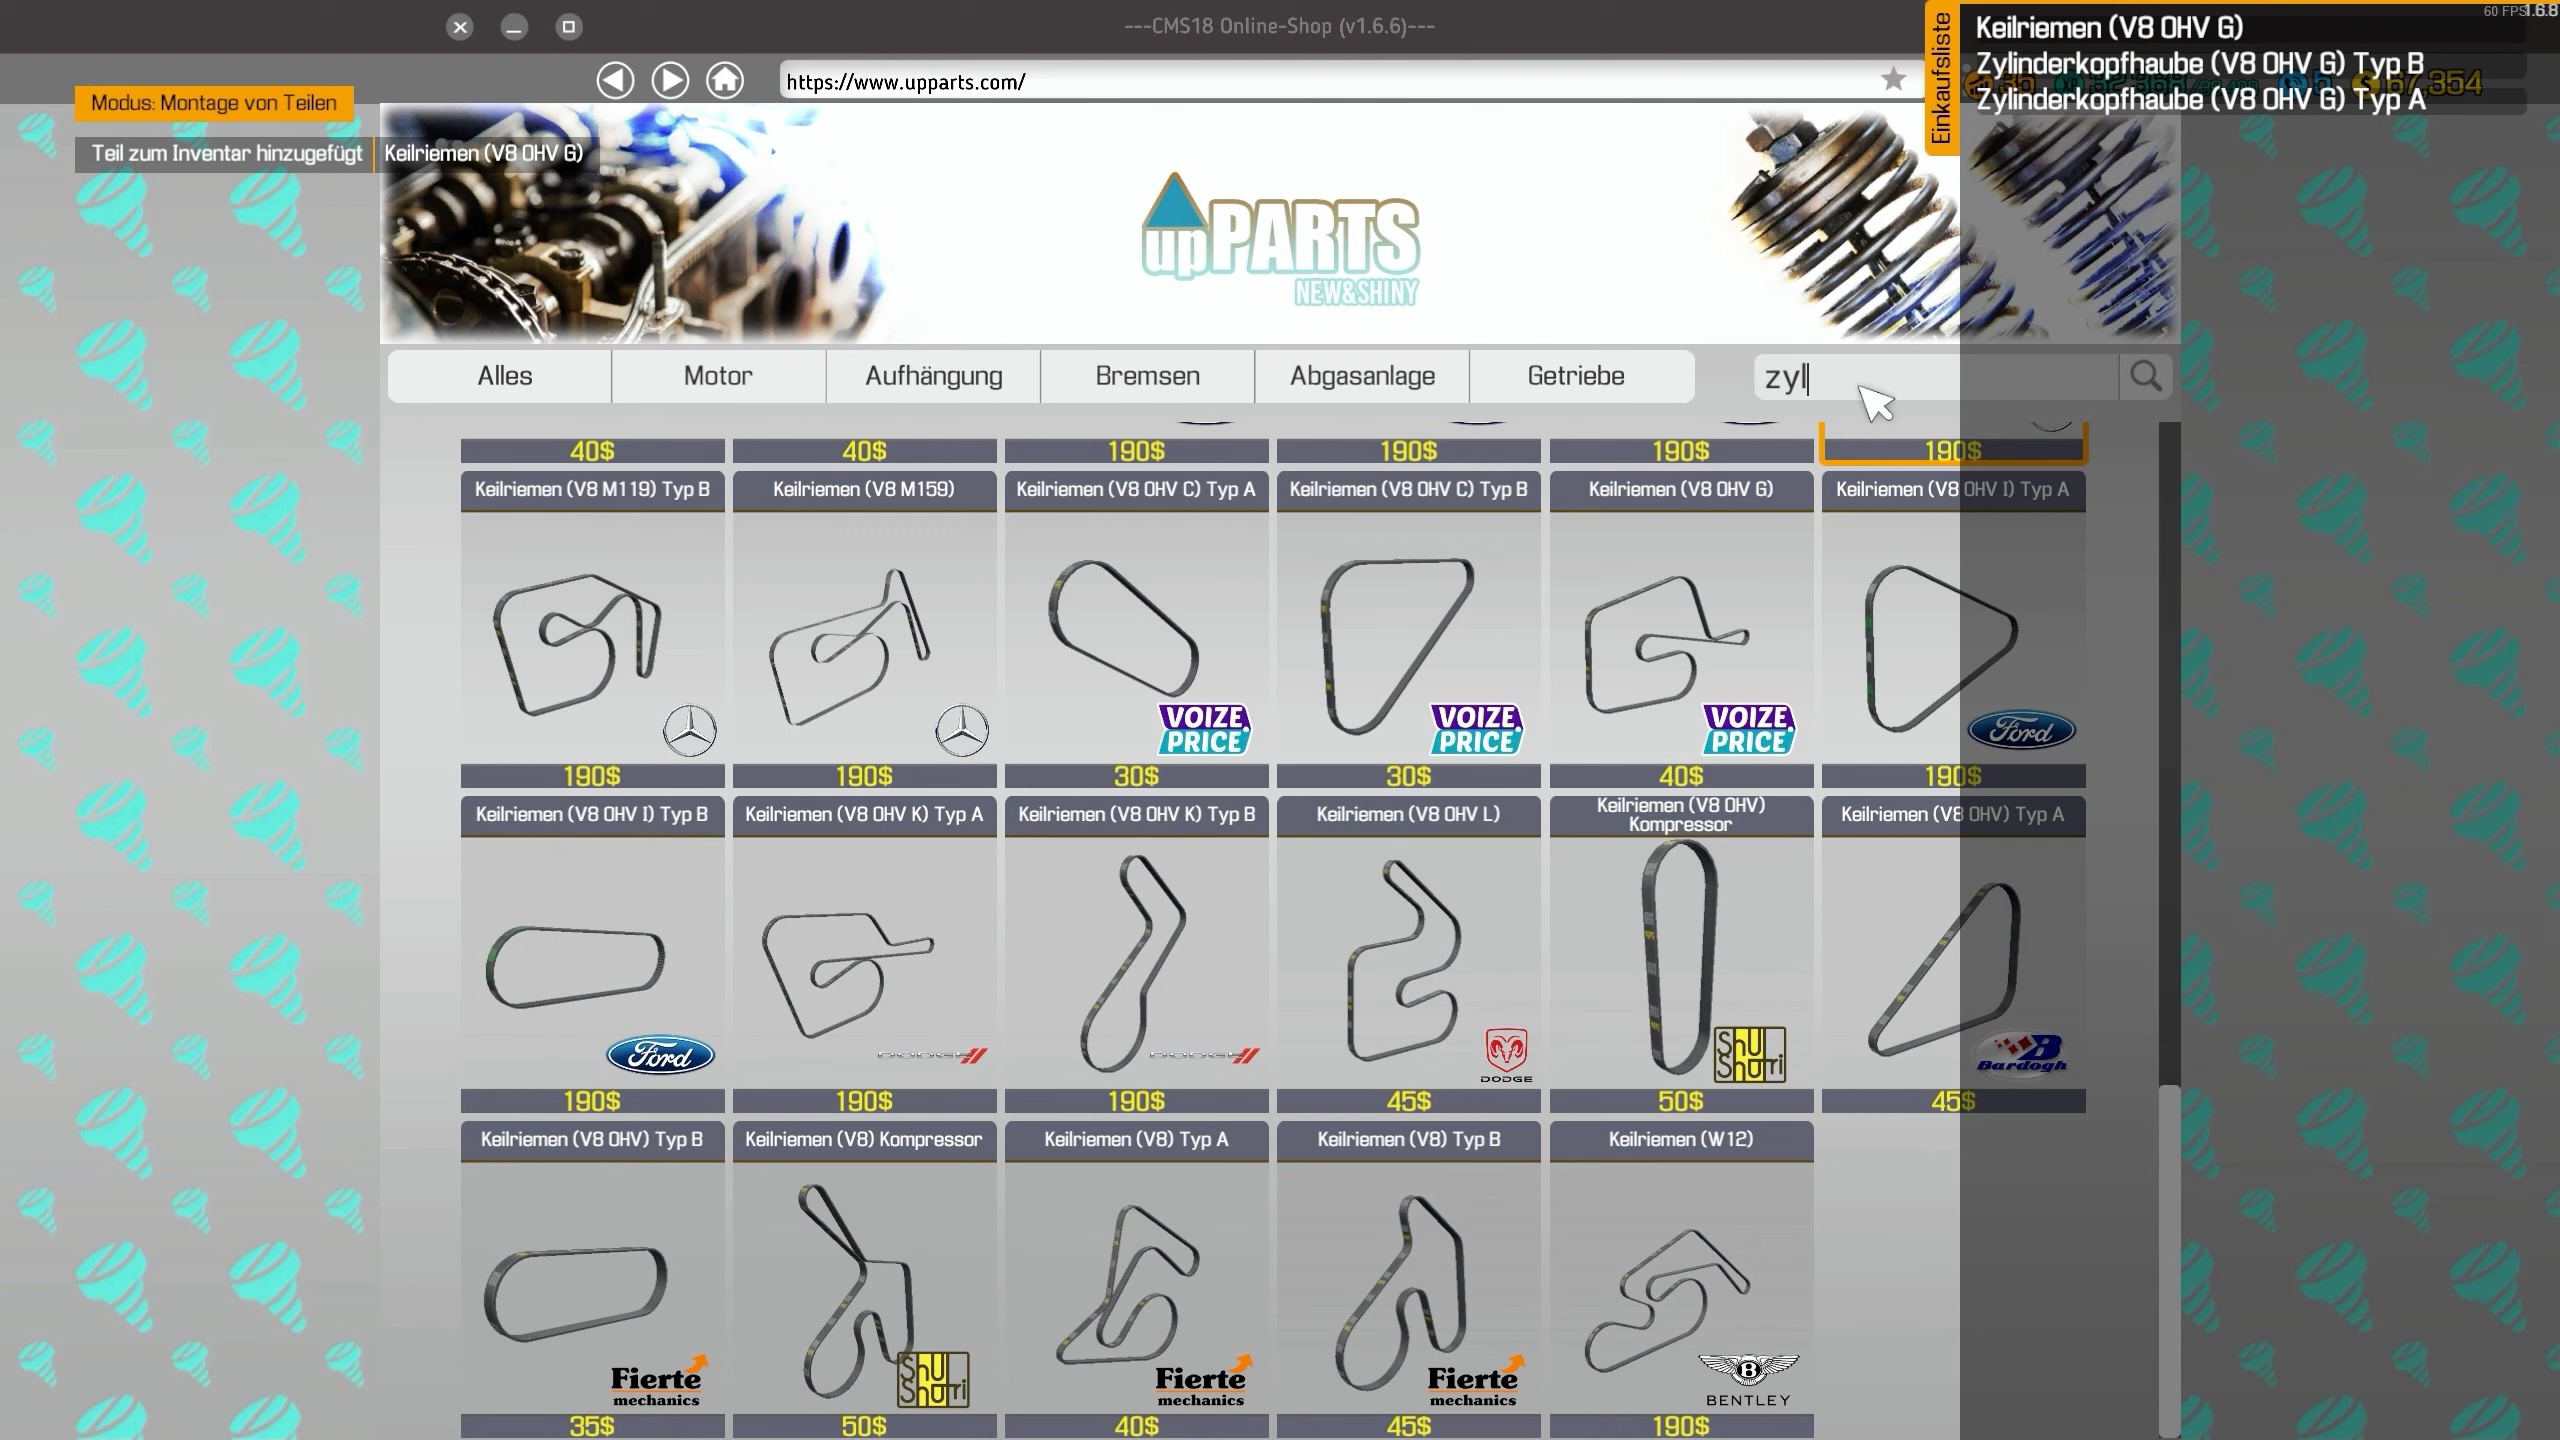 ---CMS18 Online-Shop (v1.6.6)---
60 FPS
Einkaufsliste
Keilriemen (V8 OHV G)
Zylinderkopfhaube (V8 OHV G) Typ B
Zylinderkopfhaube (V8 OHV G) Typ A
https://www.upparts.com/
Modus: Montage von Teilen
Teil zum Inventar hinzugefügt Keilriemen (V8 OHV G)
upPARTS
NEW&SHINY
Alles Motor Aufhängung Bremsen Abgasanlage Getriebe zyl
40$ 40$ 190$ 190$ 190$ 190$
Keilriemen (V8 M119) Typ B Keilriemen (V8 M159) Keilriemen (V8 OHV C) Typ A Keilriemen (V8 OHV C) Typ B Keilriemen (V8 OHV G) Keilriemen (V8 OHV I) Typ A
VOIZE PRICE VOIZE PRICE VOIZE PRICE Ford
190$ 190$ 30$ 30$ 40$ 190$
Keilriemen (V8 OHV I) Typ B Keilriemen (V8 OHV K) Typ A Keilriemen (V8 OHV K) Typ B Keilriemen (V8 OHV L) Keilriemen (V8 OHV) Kompressor Keilriemen (V8 OHV) Typ A
Ford DODGE DODGE DODGE Shu Shuri Bardogh
190$ 190$ 190$ 45$ 50$ 45$
Keilriemen (V8 OHV) Typ B Keilriemen (V8) Kompressor Keilriemen (V8) Typ A Keilriemen (V8) Typ B Keilriemen (W12)
Fierte mechanics Shu Shuri Fierte mechanics Fierte mechanics BENTLEY
35$ 50$ 40$ 45$ 190$